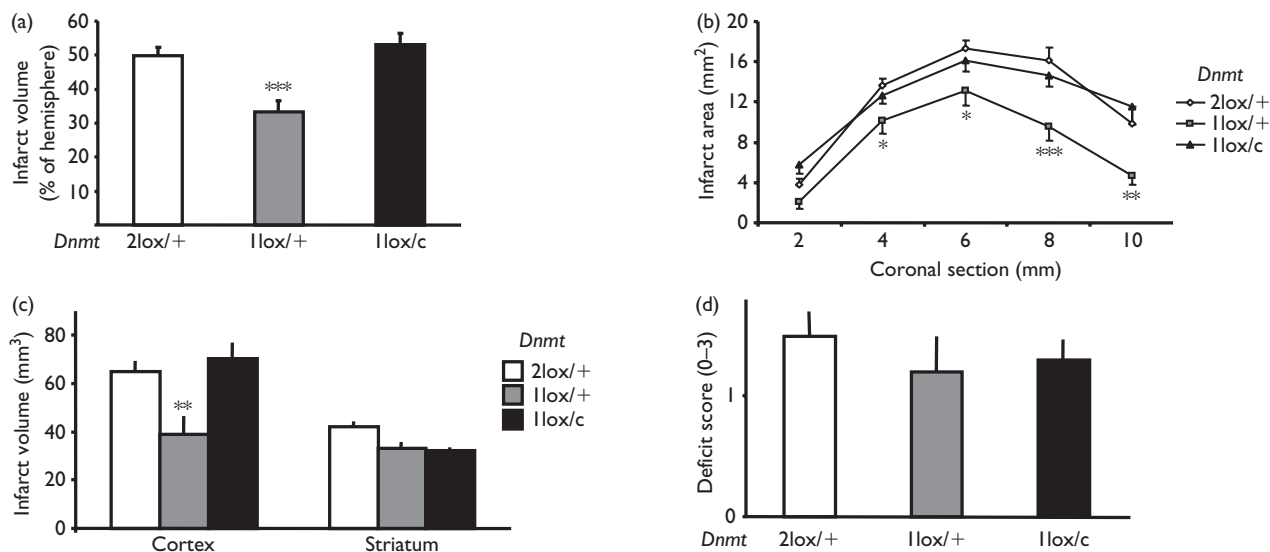 (a)
Infarct volume
(% of hemisphere)
60
50
40
30
20
10
***
Dnmt 2lox/+ 1lox/+ 1lox/c
(b)
Infarct area (mm²)
20
16
12
8
4
0
*
*
***
**
2 4 6 8 10
Coronal section (mm)
Dnmt
2lox/+
1lox/+
1lox/c
(c)
Infarct volume (mm³)
80
60
40
20
0
**
Cortex Striatum
Dnmt
2lox/+
1lox/+
1lox/c
(d)
Deficit score (0–3)
1
0
Dnmt 2lox/+ 1lox/+ 1lox/c